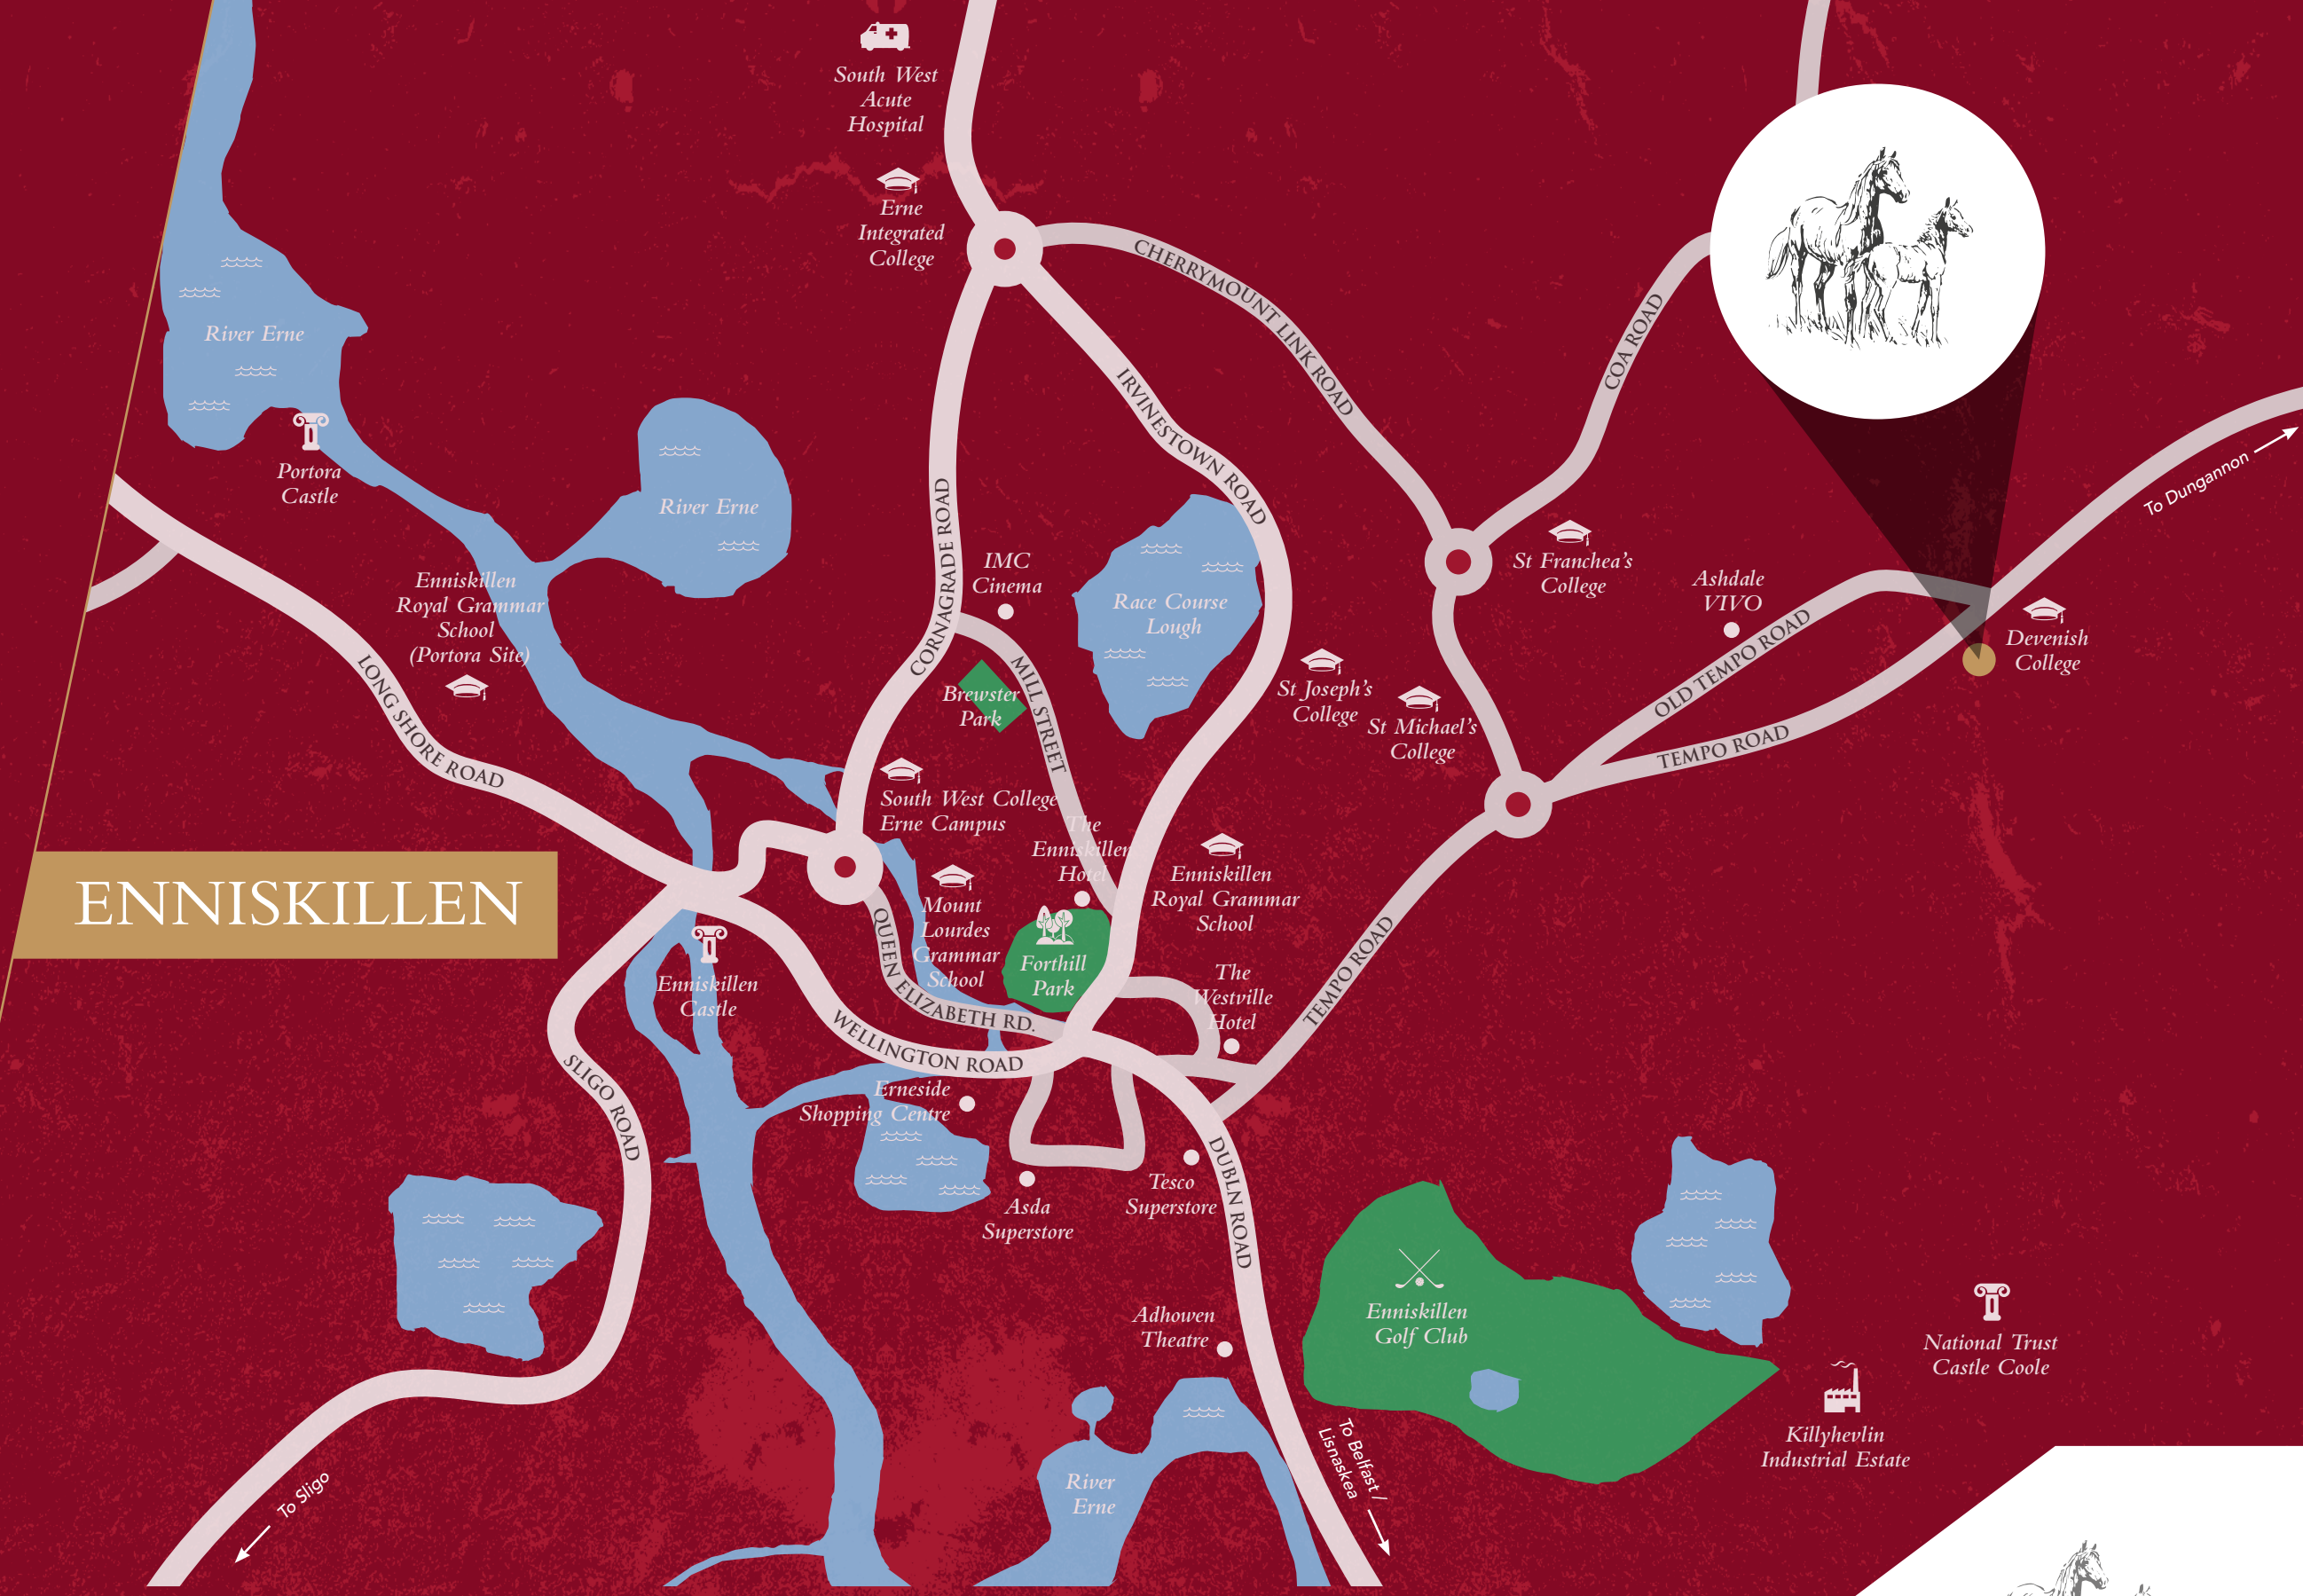 South West
Acute
Hospital
Erne
Integrated
College
CHERRYMOUNT LINK ROAD
COA ROAD
River Erne
IRVINESTOWN ROAD
Portora
Castle
River Erne
To Dungannon
CORNAGRADE ROAD
IMC
Cinema
St Franchea's
College
Ashdale
VIVO
Enniskillen
Royal Grammar
School
(Portora Site)
Race Course
Lough
OLD TEMPO ROAD
Devenish
College
LONG SHORE ROAD
Brewster
Park
MILL STREET
St Joseph's
College
St Michael's
College
TEMPO ROAD
South West College
Erne Campus
The
Enniskillen
Hotel
ENNISKILLEN
Mount
Lourdes
Grammar
School
Enniskillen
Royal Grammar
School
QUEEN ELIZABETH RD.
Forthill
Park
TEMPO ROAD
Enniskillen
Castle
The
Westville
Hotel
WELLINGTON ROAD
SLIGO ROAD
Erneside
Shopping Centre
DUBLN ROAD
Tesco
Superstore
Asda
Superstore
Adhowen
Theatre
Enniskillen
Golf Club
National Trust
Castle Coole
Killyhevlin
Industrial Estate
To Belfast /
Lisnaskea
River
Erne
To Sligo